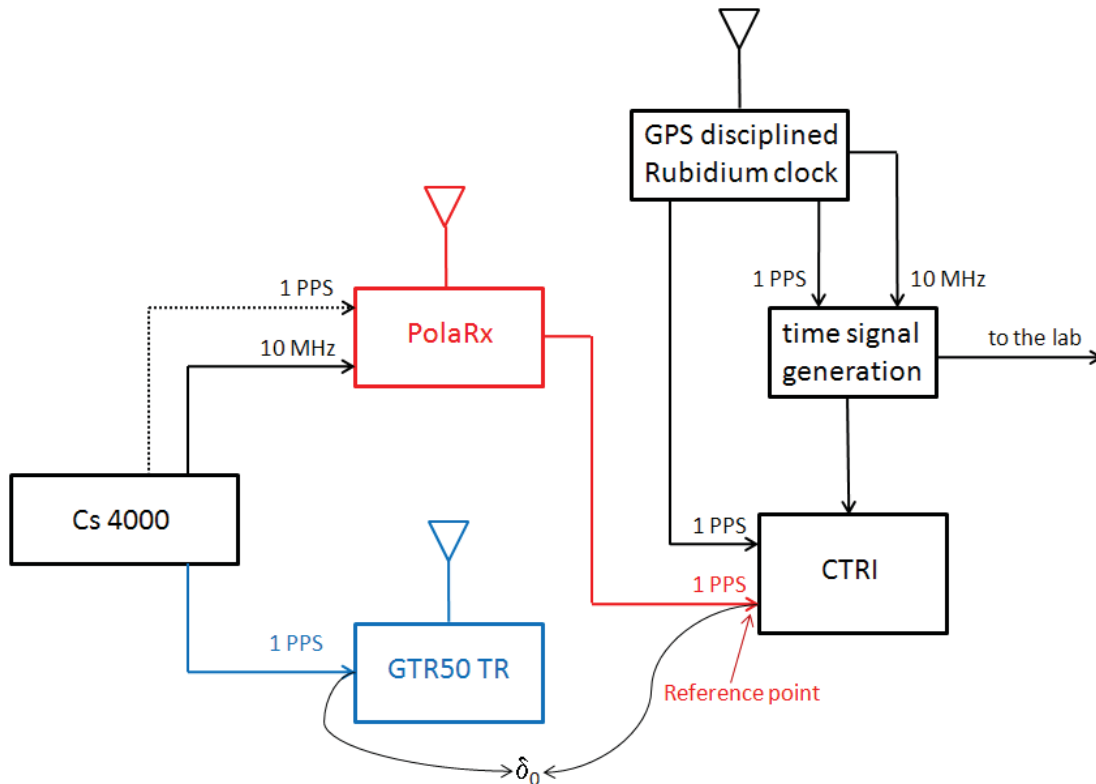 GPS disciplined
Rubidium clock
1 PPS
10 MHz
1 PPS
PolaRx
10 MHz
time signal
generation
to the lab
Cs 4000
1 PPS
CTRI
1 PPS
1 PPS
GTR50 TR
Reference point
δ̂₀